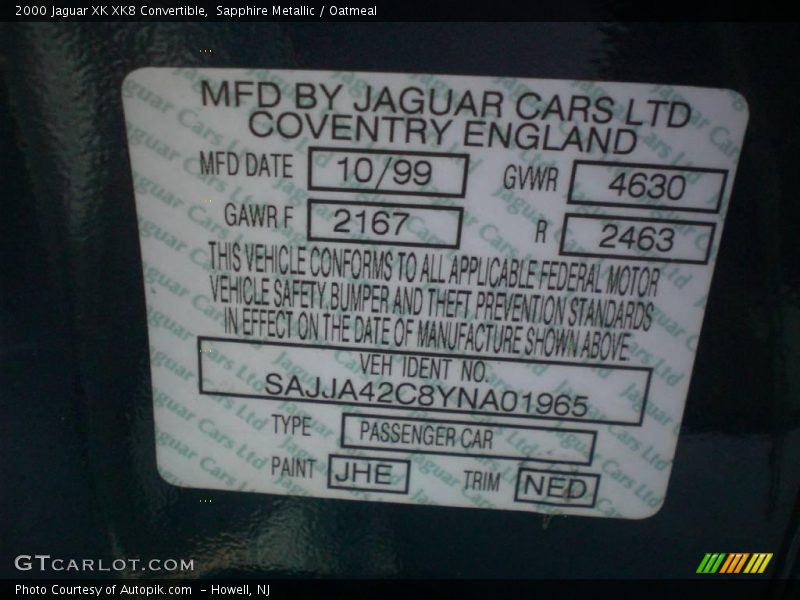 2000 Jaguar XK XK8 Convertible, Sapphire Metallic / Oatmeal
MFD BY JAGUAR CARS LTD
COVENTRY ENGLAND
MFD DATE 10/99 GVWR 4630
GAWR F 2167 R 2463
THIS VEHICLE CONFORMS TO ALL APPLICABLE FEDERAL MOTOR
VEHICLE SAFETY, BUMPER AND THEFT PREVENTION STANDARDS
IN EFFECT ON THE DATE OF MANUFACTURE SHOWN ABOVE.
VEH IDENT NO.
SAJJA42C8YNA01965
TYPE PASSENGER CAR
PAINT JHE TRIM NED
GTCARLOT.COM
Photo Courtesy of Autopik.com – Howell, NJ